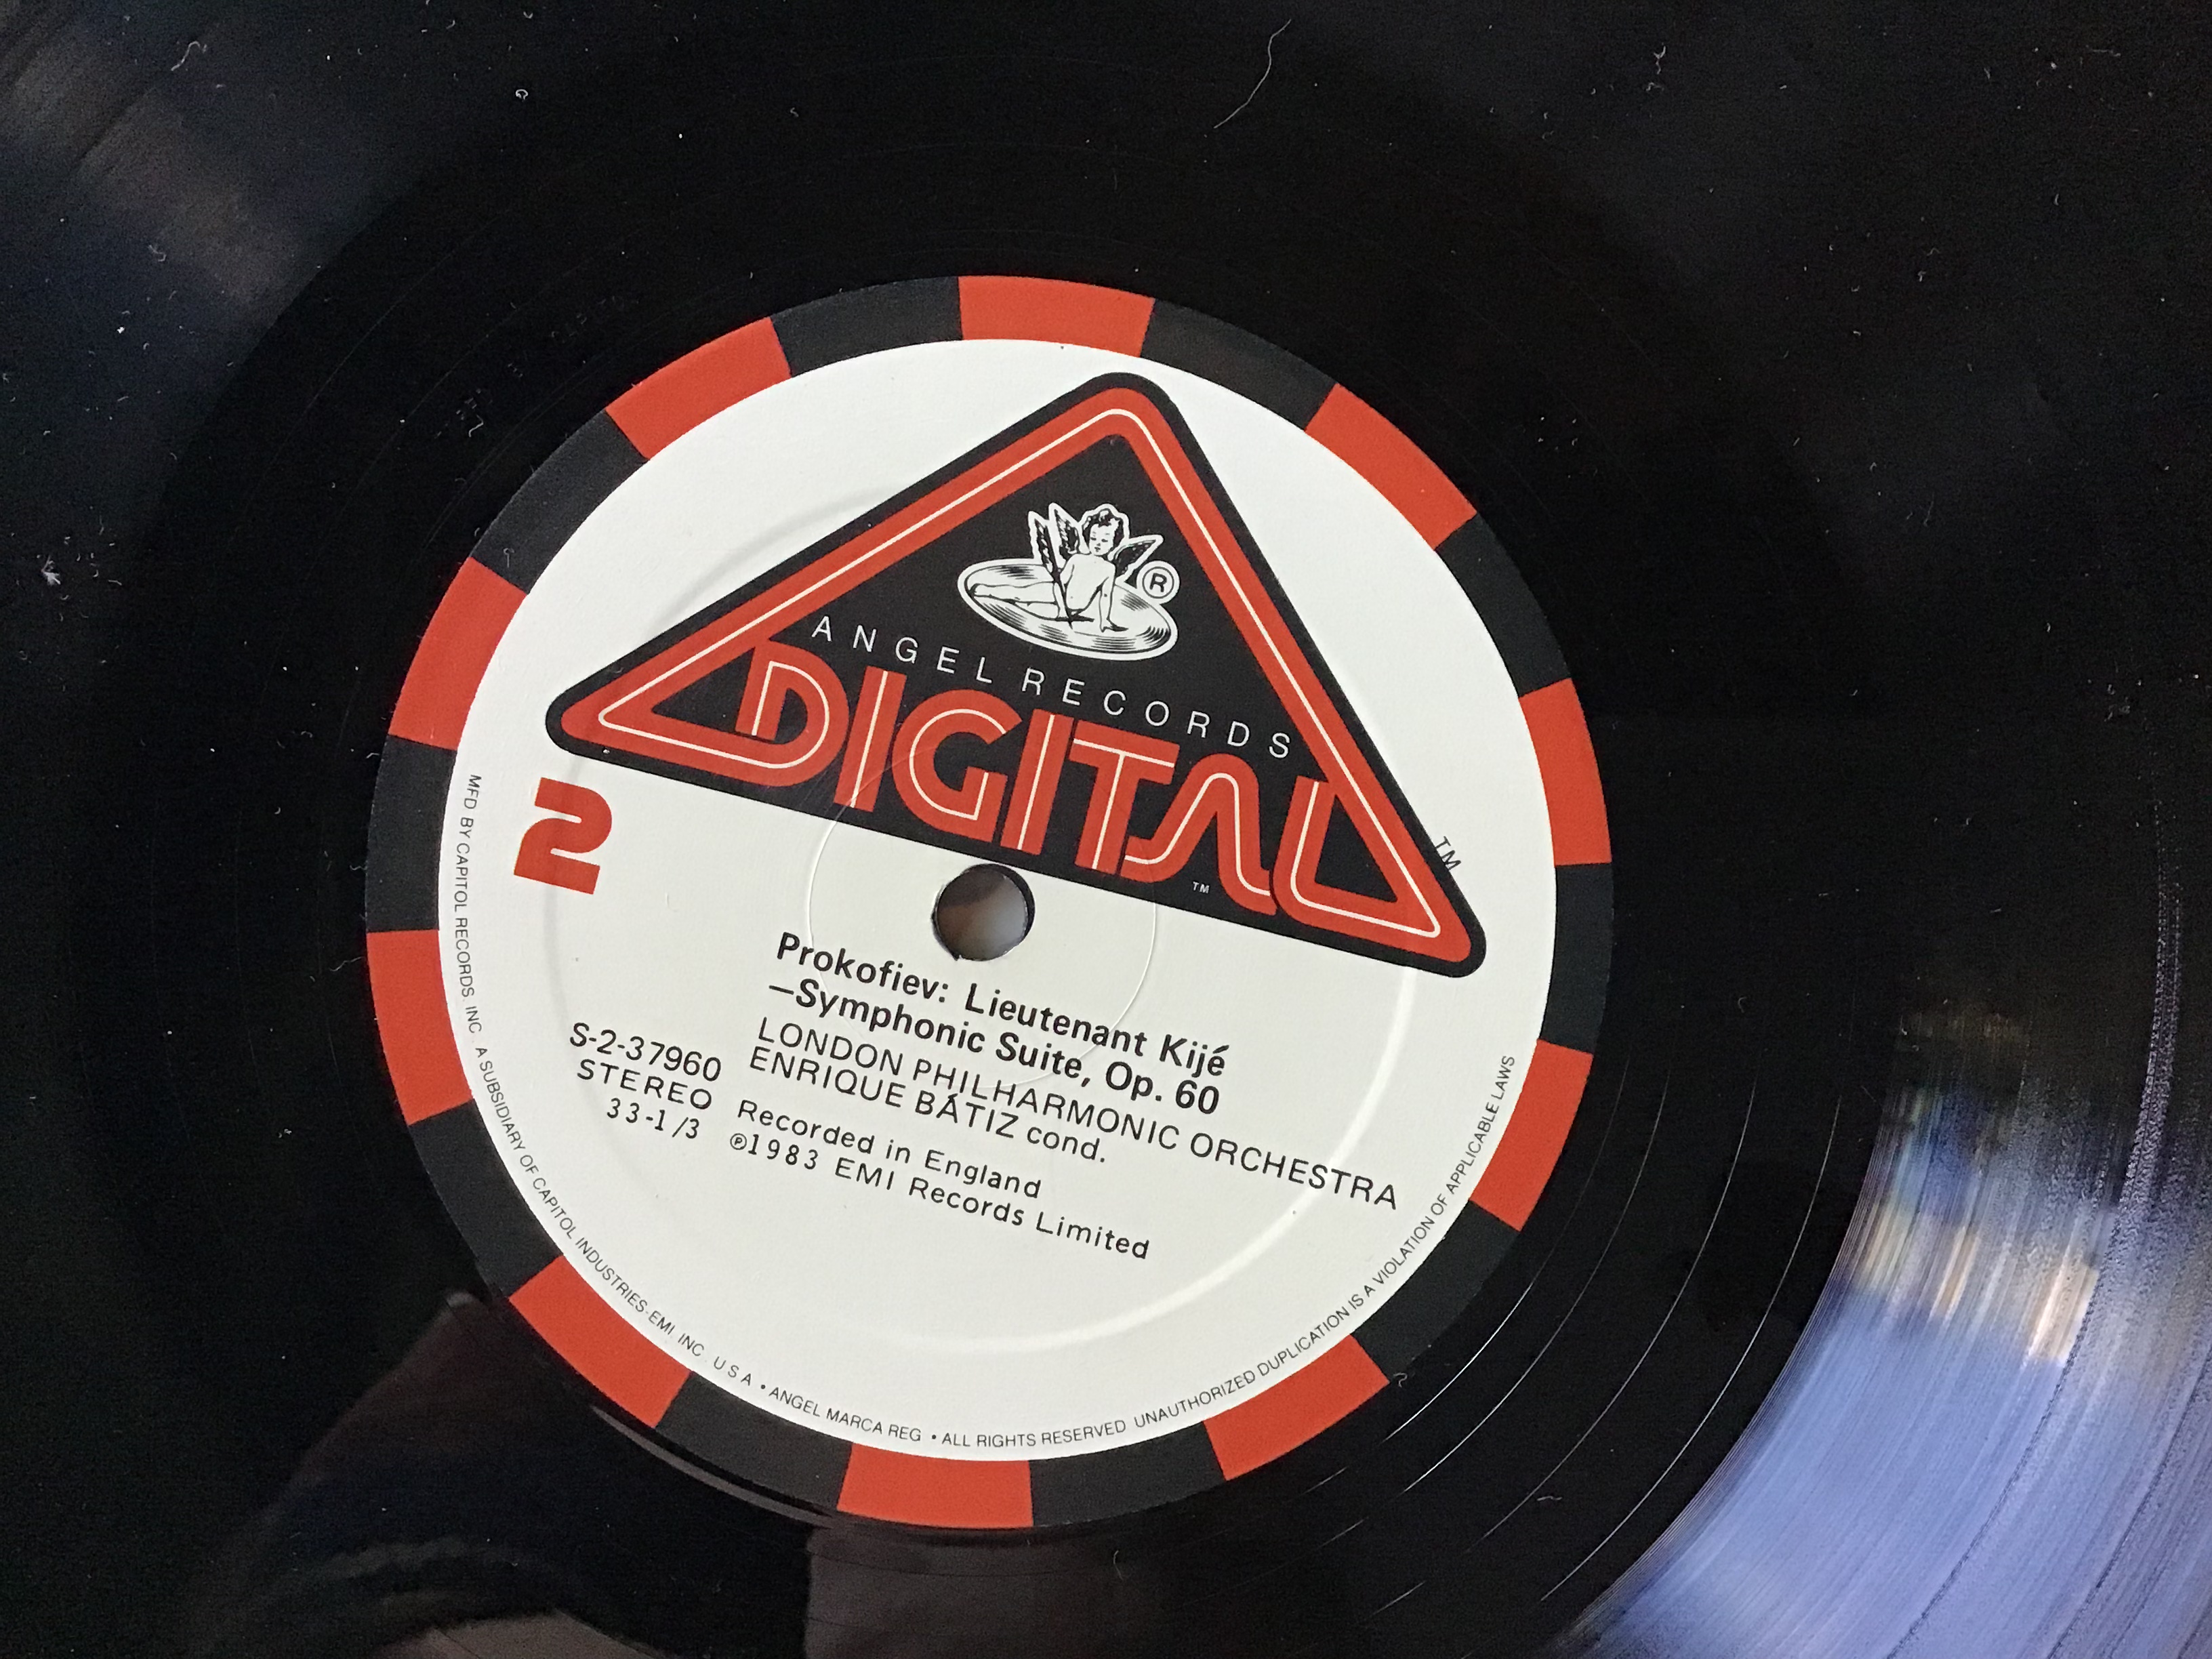 ®
ANGEL RECORDS
DIGITAL
TM
TM
2
Prokofiev: Lieutenant Kijé
—Symphonic Suite, Op. 60
LONDON PHILHARMONIC ORCHESTRA
ENRIQUE BÁTIZ cond.
S-2-37960
STEREO
33-1/3
Recorded in England
℗1983 EMI Records Limited
MFD BY CAPITOL RECORDS, INC. A SUBSIDIARY OF CAPITOL INDUSTRIES-EMI, INC. U S A • ANGEL MARCA REG • ALL RIGHTS RESERVED UNAUTHORIZED DUPLICATION IS A VIOLATION OF APPLICABLE LAWS